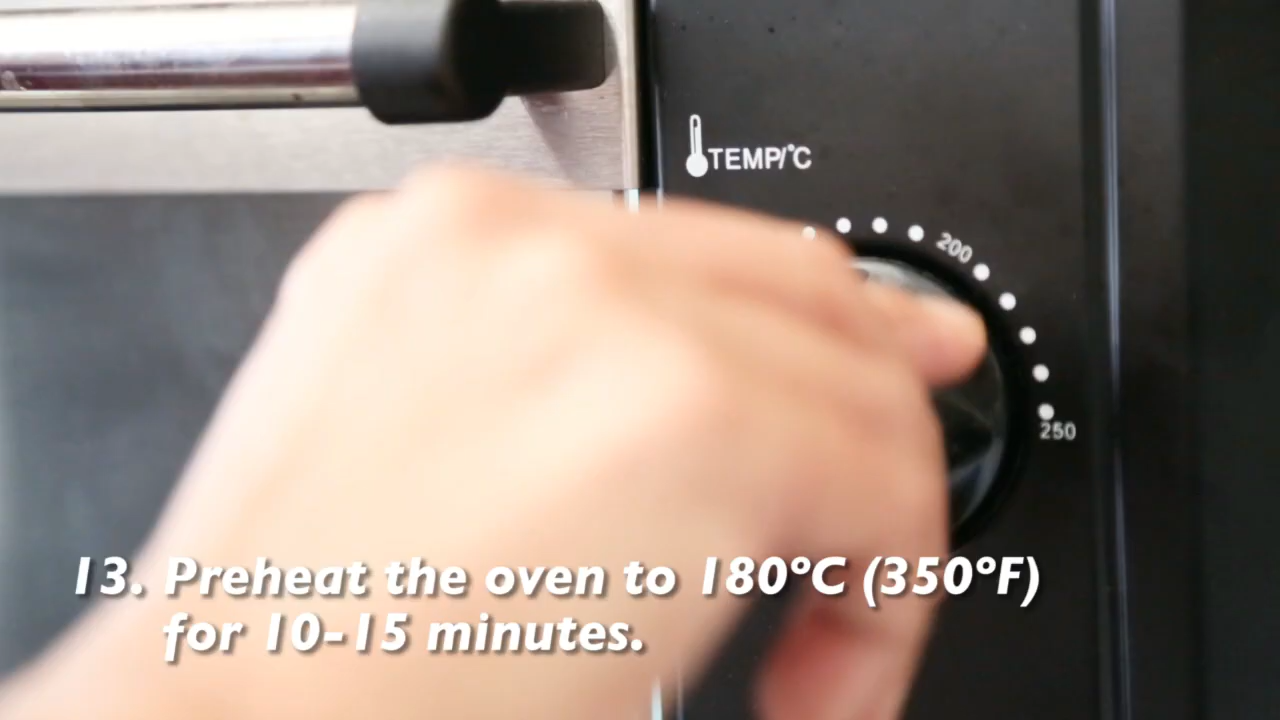 TEMP/°C
200
250
13. Preheat the oven to 180°C (350°F)
for 10-15 minutes.